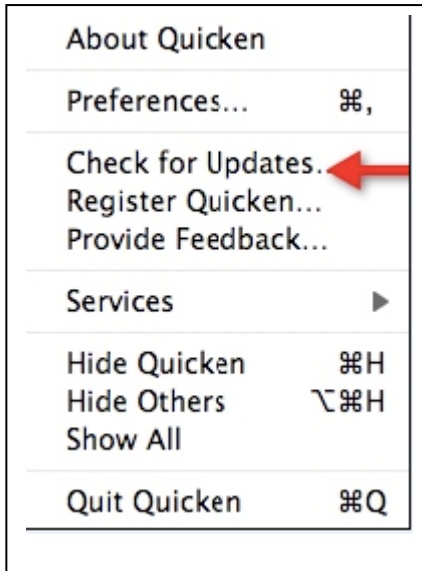 About Quicken
Preferences... ⌘,
Check for Updates..
Register Quicken...
Provide Feedback...
Services ▶
Hide Quicken ⌘H
Hide Others ⌥⌘H
Show All
Quit Quicken ⌘Q